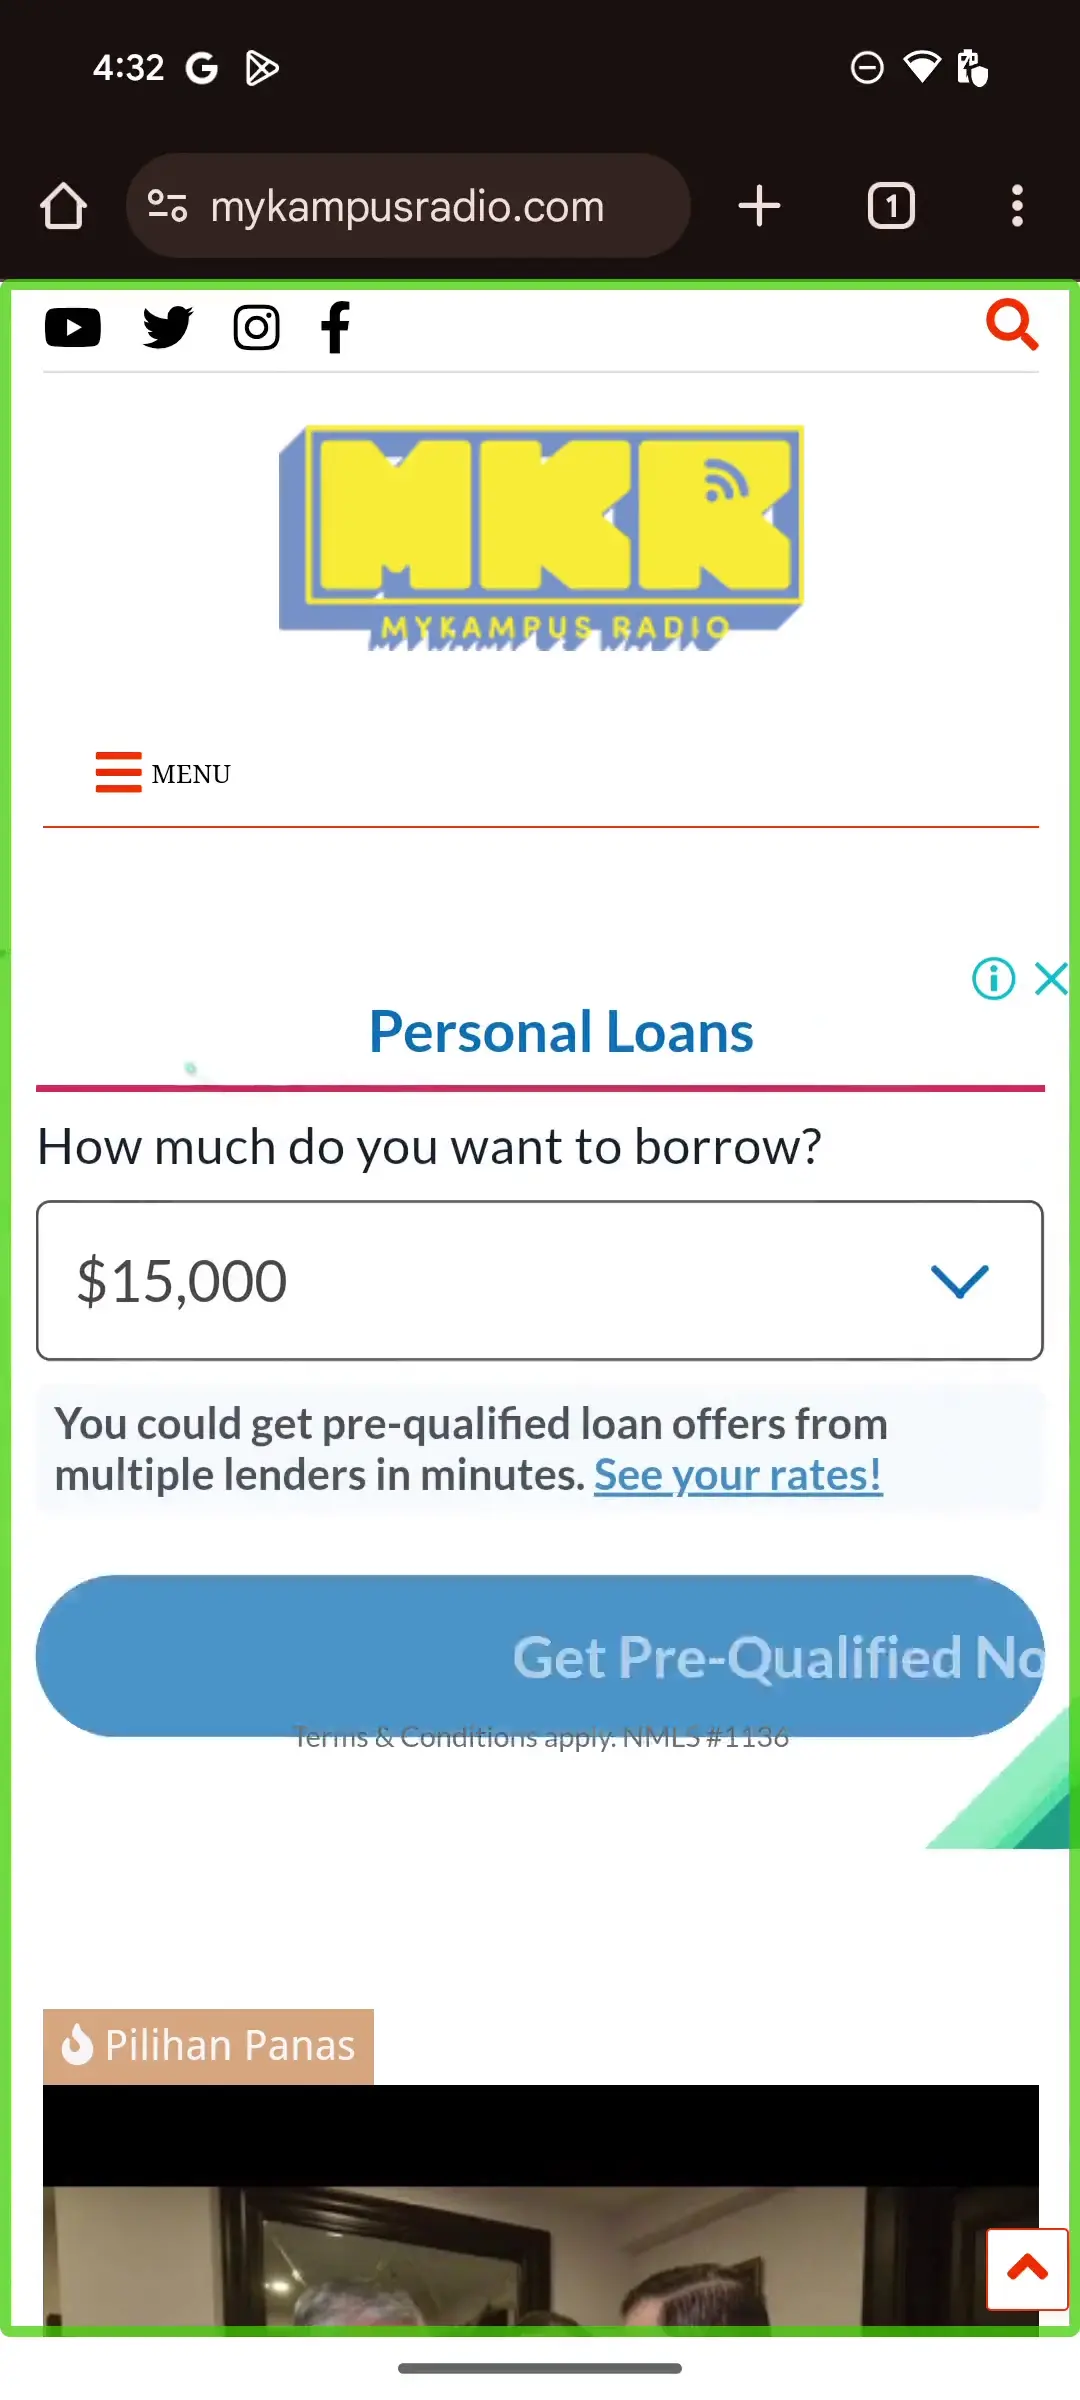 4:32
mykampusradio.com
1
MKR
MYKAMPUS RADIO
MENU
Personal Loans
How much do you want to borrow?
$15,000
You could get pre-qualified loan offers from
multiple lenders in minutes. See your rates!
Get Pre-Qualified No
Terms & Conditions apply. NMLS #1136
Pilihan Panas